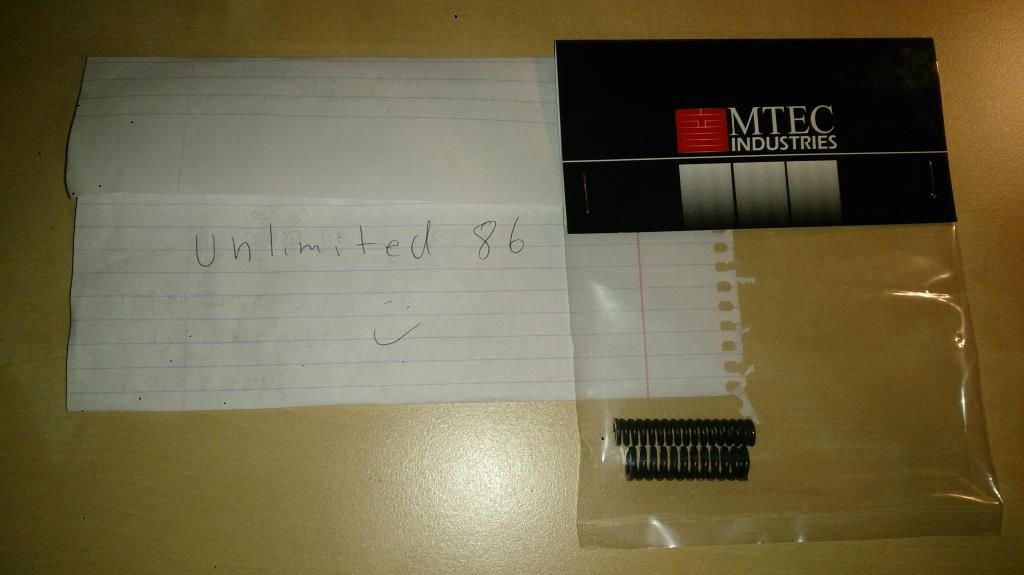 Unlimited 86
MTEC
INDUSTRIES